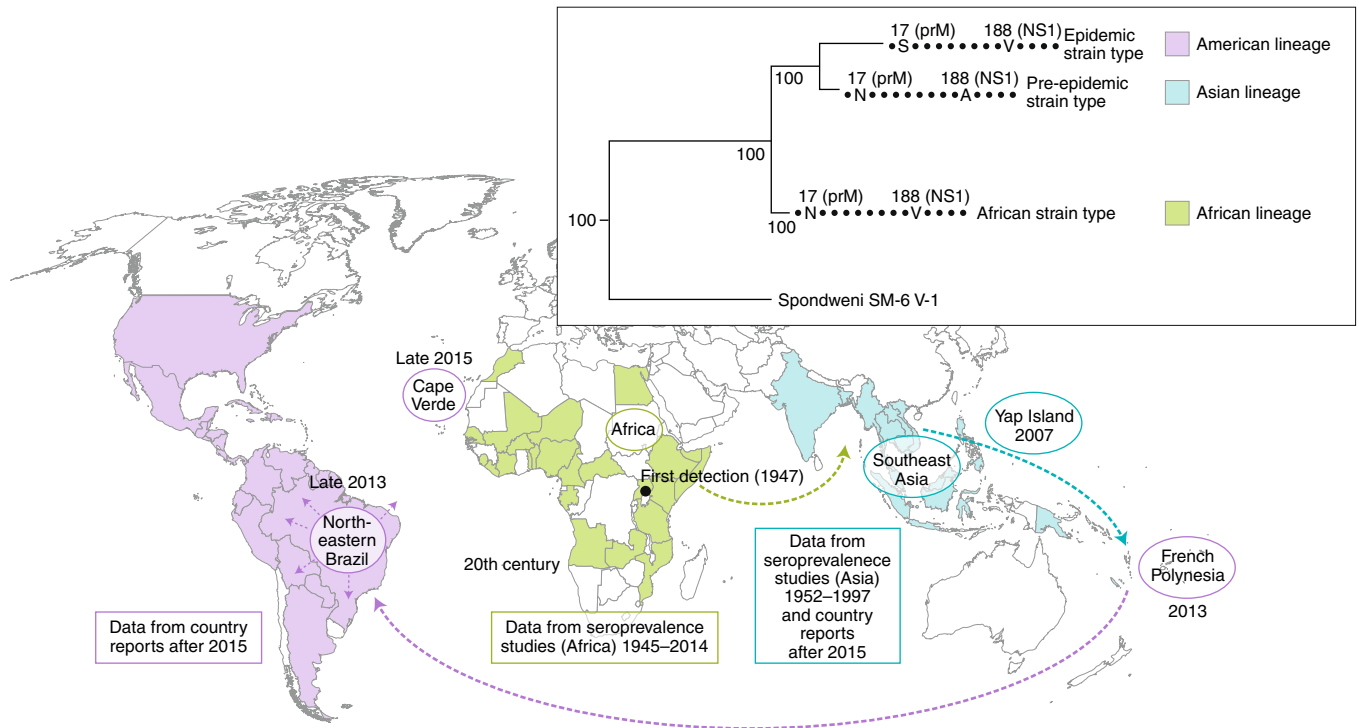 17 (prM) 188 (NS1)
S V
Epidemic
strain type
American lineage
100
17 (prM) 188 (NS1)
N A
Pre-epidemic
strain type
Asian lineage
100
17 (prM) 188 (NS1)
N V
100
African strain type
African lineage
100
Spondweni SM-6 V-1
Late 2015
Cape
Verde
Africa
First detection (1947)
Yap Island
2007
Southeast
Asia
Late 2013
North-
eastern
Brazil
20th century
French
Polynesia
2013
Data from country
reports after 2015
Data from seroprevalence
studies (Africa) 1945–2014
Data from
seroprevalenece
studies (Asia)
1952–1997
and country
reports
after 2015